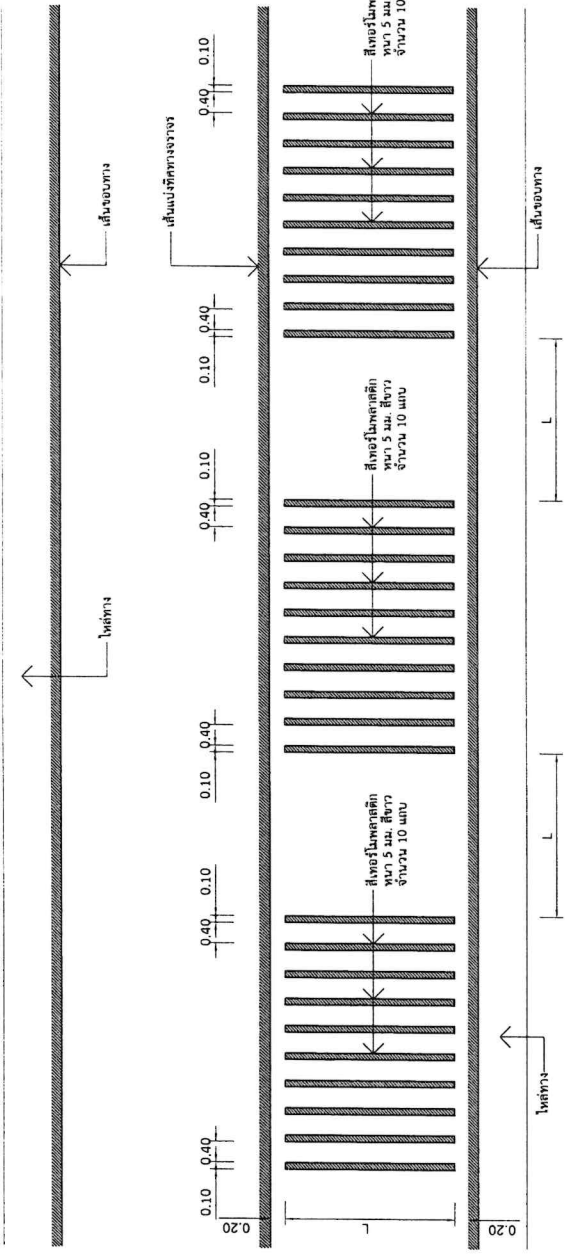 เส้นขอบทาง
ไหล่ทาง
เส้นแบ่งทิศทางจราจร
0.10
0.40
0.40
0.10
0.10
0.40
0.40
0.10
0.10
0.40
0.40
0.10
สีเทอร์โมพลาสติก
หนา 5 มม. สีขาว
จำนวน 10 แถบ
สีเทอร์โมพลาสติก
หนา 5 มม. สีขาว
จำนวน 10 แถบ
สีเทอร์โมพ
หนา 5 มม.
จำนวน 10
0.20
L
0.20
ไหล่ทาง
L
L
เส้นขอบทาง